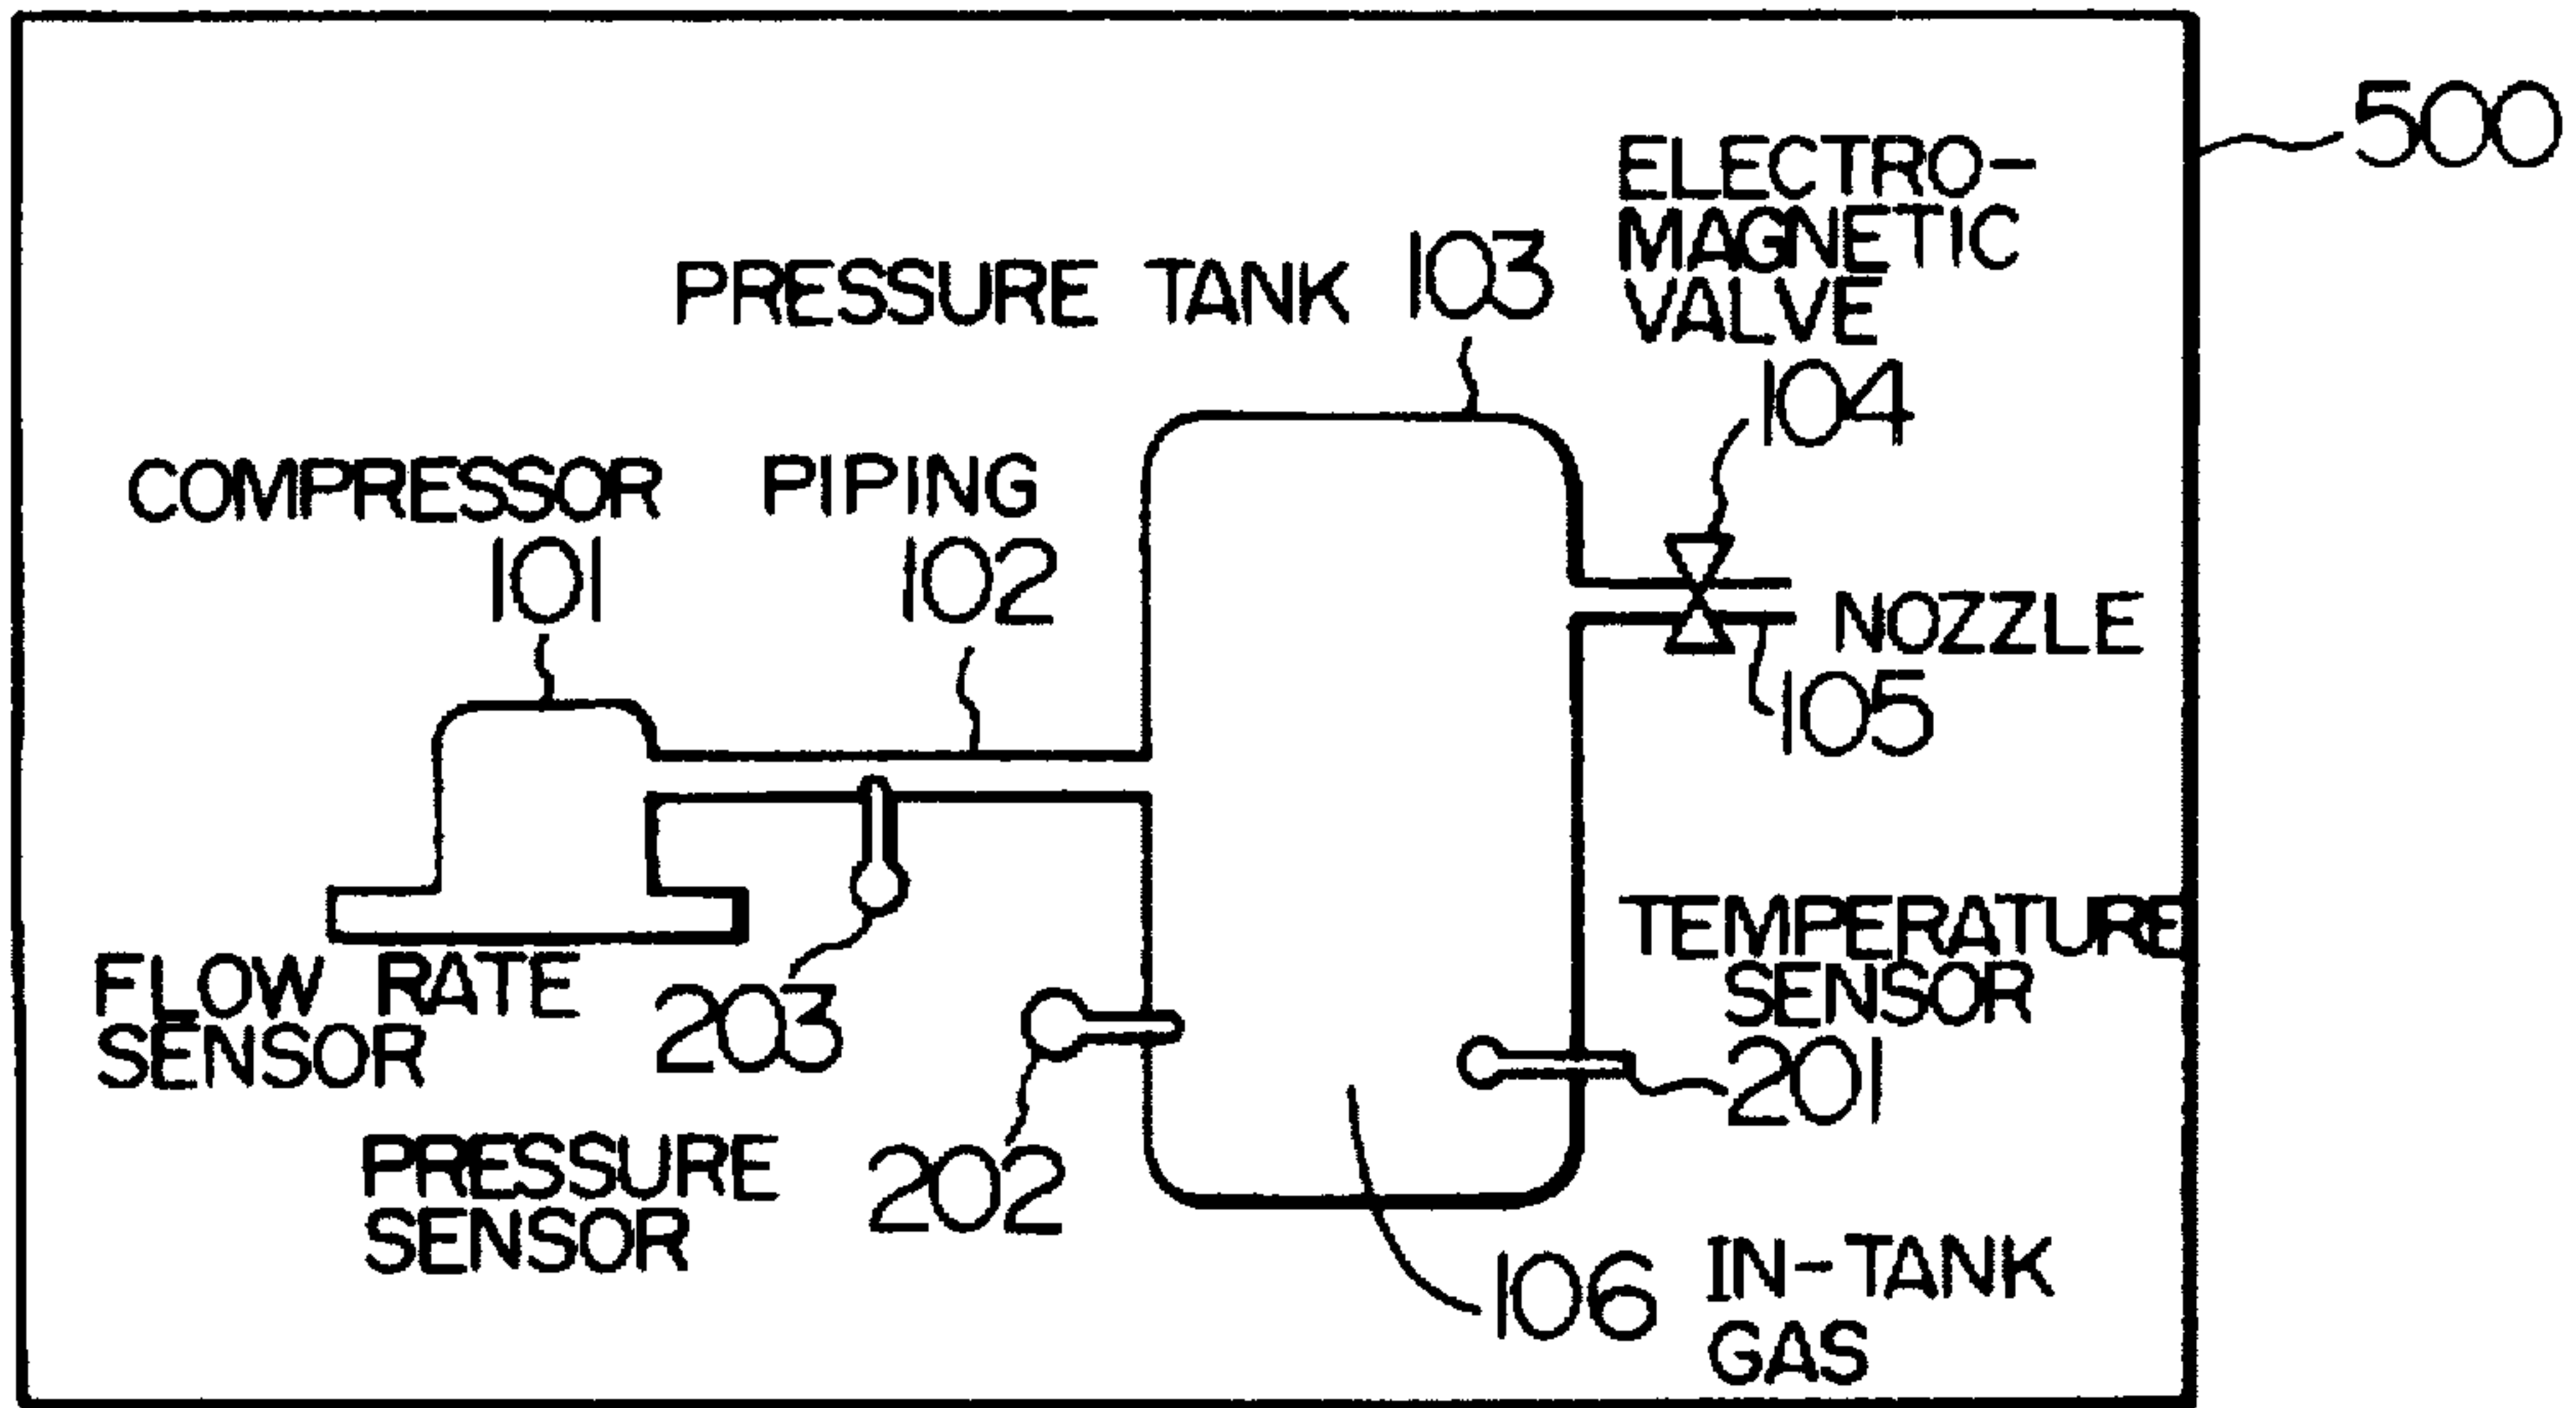 500
ELECTRO-
MAGNETIC
VALVE
104
PRESSURE TANK 103
COMPRESSOR
101
PIPING
102
NOZZLE
105
FLOW RATE
SENSOR
203
TEMPERATURE
SENSOR
201
PRESSURE
SENSOR
202
106 IN-TANK
GAS